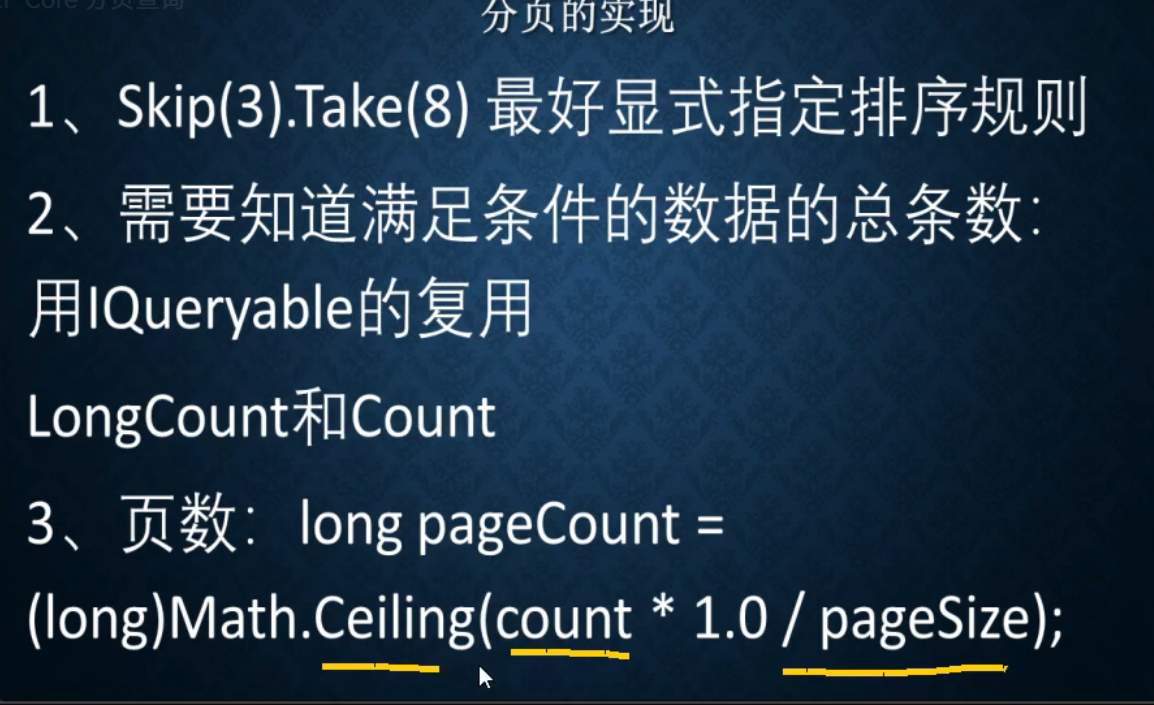 Core 分页查询
分页的实现
1、Skip(3).Take(8) 最好显式指定排序规则
2、需要知道满足条件的数据的总条数：
用IQueryable的复用
LongCount和Count
3、页数：long pageCount =
(long)Math.Ceiling(count * 1.0 / pageSize);